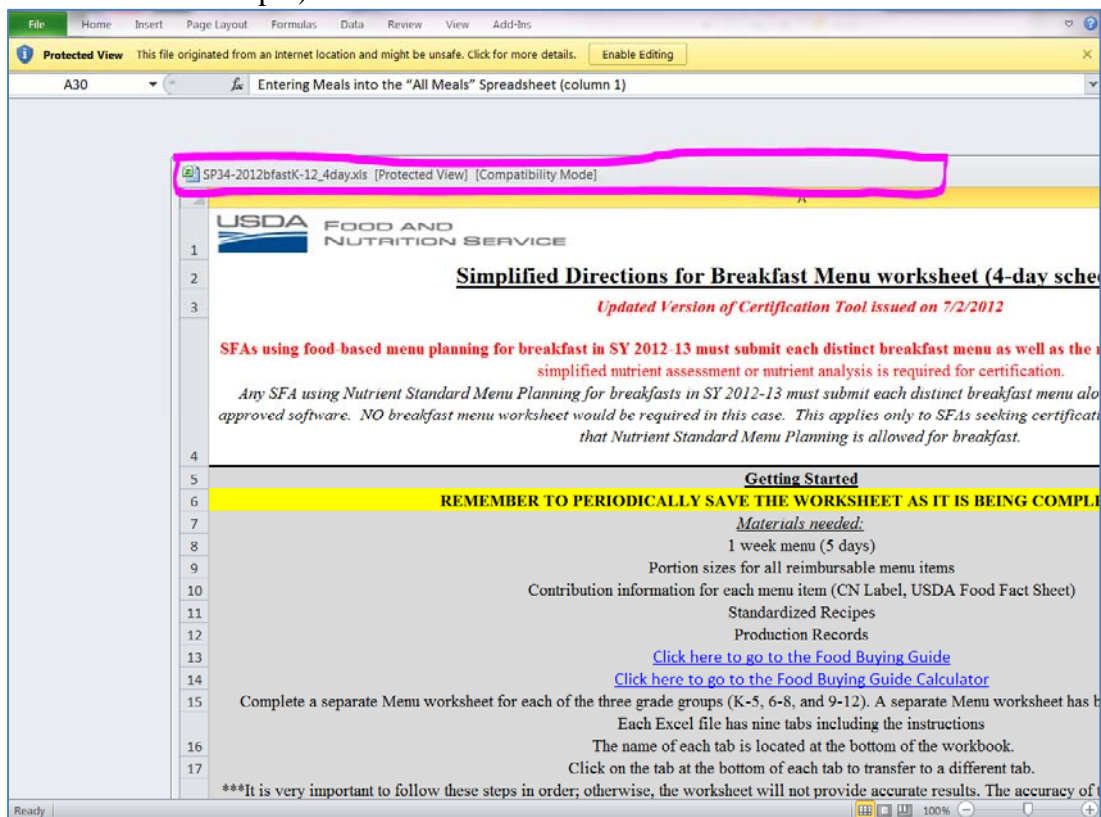 File Home Insert Page Layout Formulas Data Review View Add-Ins
Protected View This file originated from an Internet location and might be unsafe. Click for more details. Enable Editing
A30 fx Entering Meals into the "All Meals" Spreadsheet (column 1)
SP34-2012bfastK-12_4day.xls [Protected View] [Compatibility Mode]
USDA FOOD AND
NUTRITION SERVICE
1
2 Simplified Directions for Breakfast Menu worksheet (4-day sche
3 Updated Version of Certification Tool issued on 7/2/2012
SFAs using food-based menu planning for breakfast in SY 2012-13 must submit each distinct breakfast menu as well as the
simplified nutrient assessment or nutrient analysis is required for certification.
Any SFA using Nutrient Standard Menu Planning for breakfasts in SY 2012-13 must submit each distinct breakfast menu alo
approved software. NO breakfast menu worksheet would be required in this case. This applies only to SFAs seeking certificati
that Nutrient Standard Menu Planning is allowed for breakfast.
4
5 Getting Started
6 REMEMBER TO PERIODICALLY SAVE THE WORKSHEET AS IT IS BEING COMPL
7 Materials needed:
8 1 week menu (5 days)
9 Portion sizes for all reimbursable menu items
10 Contribution information for each menu item (CN Label, USDA Food Fact Sheet)
11 Standardized Recipes
12 Production Records
13 Click here to go to the Food Buying Guide
14 Click here to go to the Food Buying Guide Calculator
15 Complete a separate Menu worksheet for each of the three grade groups (K-5, 6-8, and 9-12). A separate Menu worksheet has b
Each Excel file has nine tabs including the instructions
16 The name of each tab is located at the bottom of the workbook.
17 Click on the tab at the bottom of each tab to transfer to a different tab.
***It is very important to follow these steps in order; otherwise, the worksheet will not provide accurate results. The accuracy of
Ready 100%